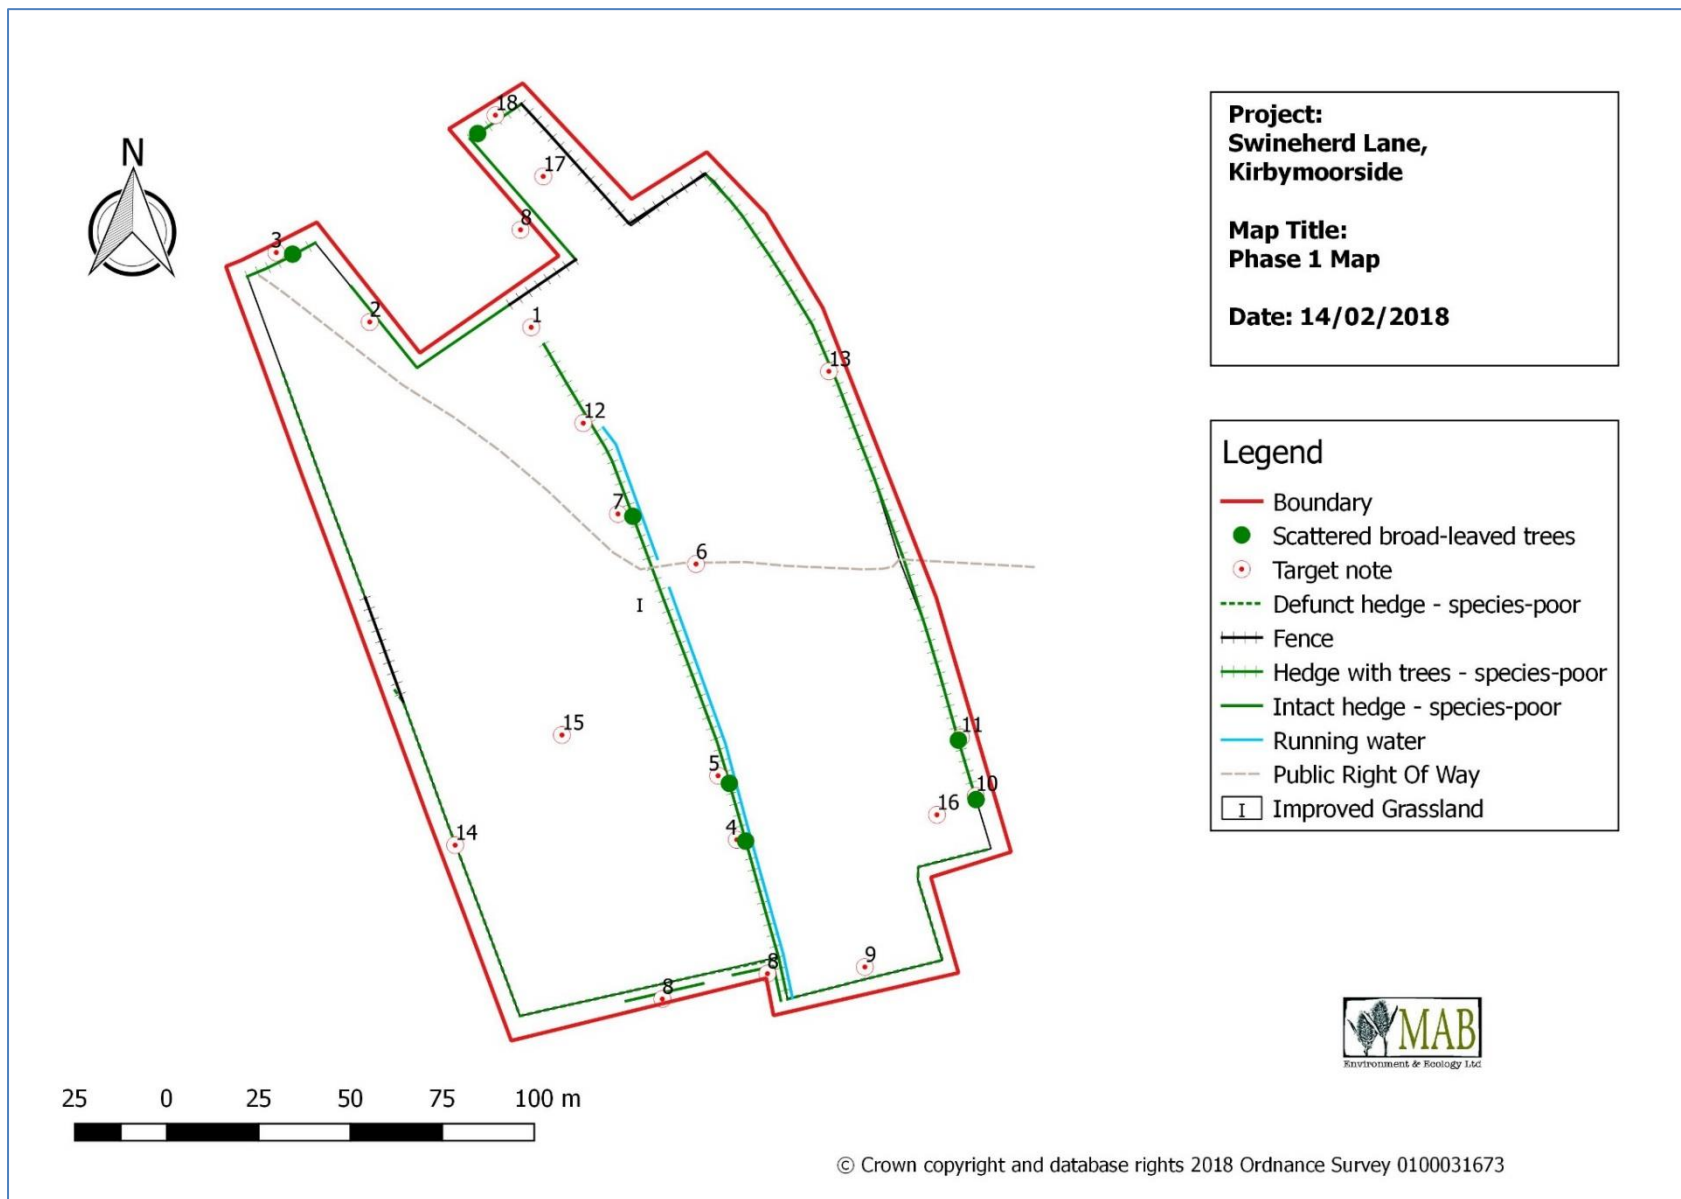 N
18
17
8
3
2
1
13
12
7
6
I
15
5
11
10
16
4
14
8
9
8
Project:
Swineherd Lane,
Kirbymoorside
Map Title:
Phase 1 Map
Date: 14/02/2018
Legend
Boundary
Scattered broad-leaved trees
Target note
Defunct hedge - species-poor
Fence
Hedge with trees - species-poor
Intact hedge - species-poor
Running water
Public Right Of Way
I Improved Grassland
MAB
Environment & Ecology Ltd
25 0 25 50 75 100 m
© Crown copyright and database rights 2018 Ordnance Survey 0100031673